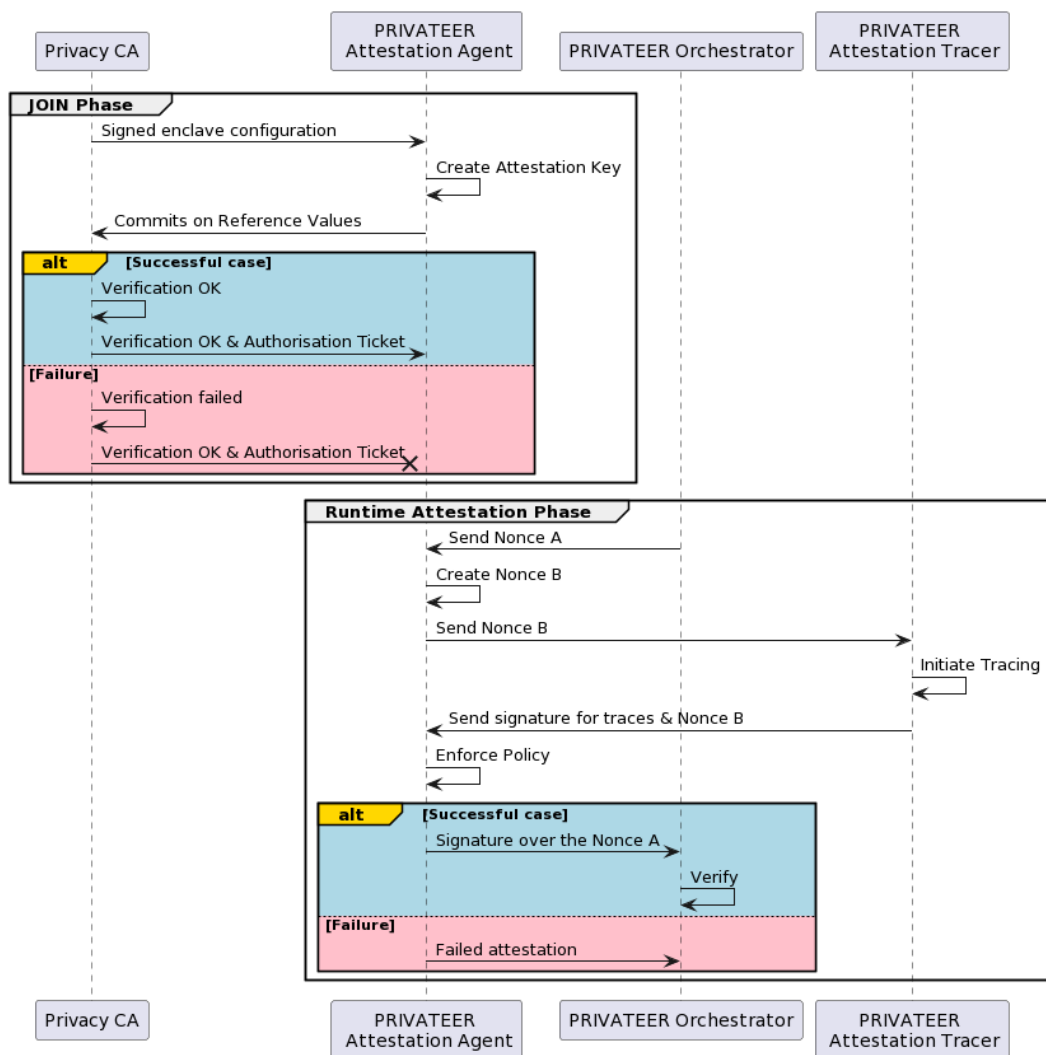 Privacy CA
PRIVATEER
Attestation Agent
PRIVATEER Orchestrator
PRIVATEER
Attestation Tracer
JOIN Phase
Signed enclave configuration
Create Attestation Key
Commits on Reference Values
alt [Successful case]
Verification OK
Verification OK & Authorisation Ticket
[Failure]
Verification failed
Verification OK & Authorisation Ticket
Runtime Attestation Phase
Send Nonce A
Create Nonce B
Send Nonce B
Initiate Tracing
Send signature for traces & Nonce B
Enforce Policy
alt [Successful case]
Signature over the Nonce A
Verify
[Failure]
Failed attestation
Privacy CA
PRIVATEER
Attestation Agent
PRIVATEER Orchestrator
PRIVATEER
Attestation Tracer